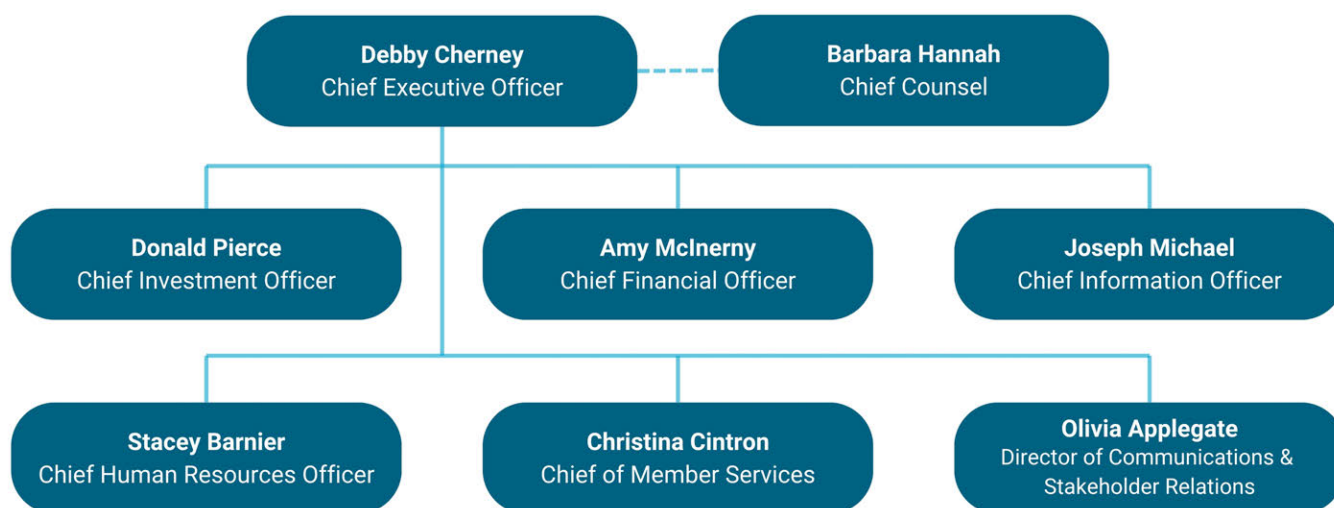 Debby Cherney
Chief Executive Officer
Barbara Hannah
Chief Counsel
Donald Pierce
Chief Investment Officer
Amy McInerny
Chief Financial Officer
Joseph Michael
Chief Information Officer
Stacey Barnier
Chief Human Resources Officer
Christina Cintron
Chief of Member Services
Olivia Applegate
Director of Communications &
Stakeholder Relations